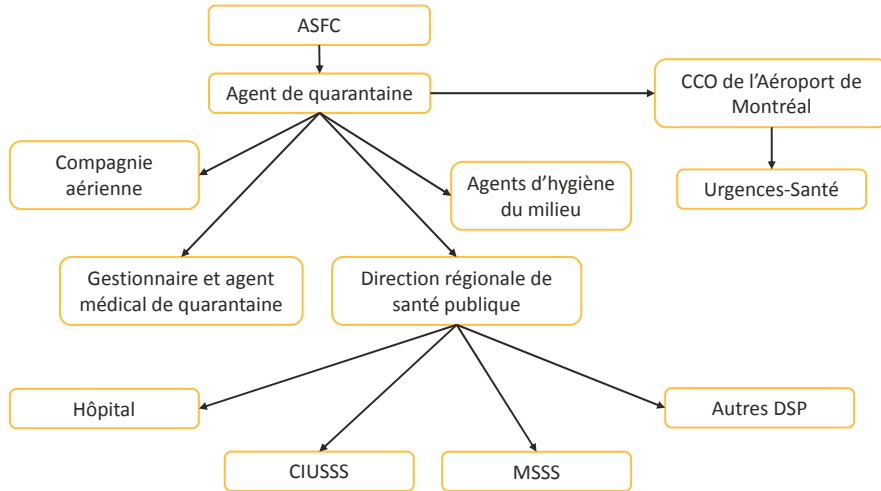 ASFC
Agent de quarantaine
CCO de l'Aéroport de
Montréal
Compagnie
aérienne
Agents d'hygiène
du milieu
Urgences-Santé
Gestionnaire et agent
médical de quarantaine
Direction régionale de
santé publique
Hôpital
Autres DSP
CIUSSS
MSSS